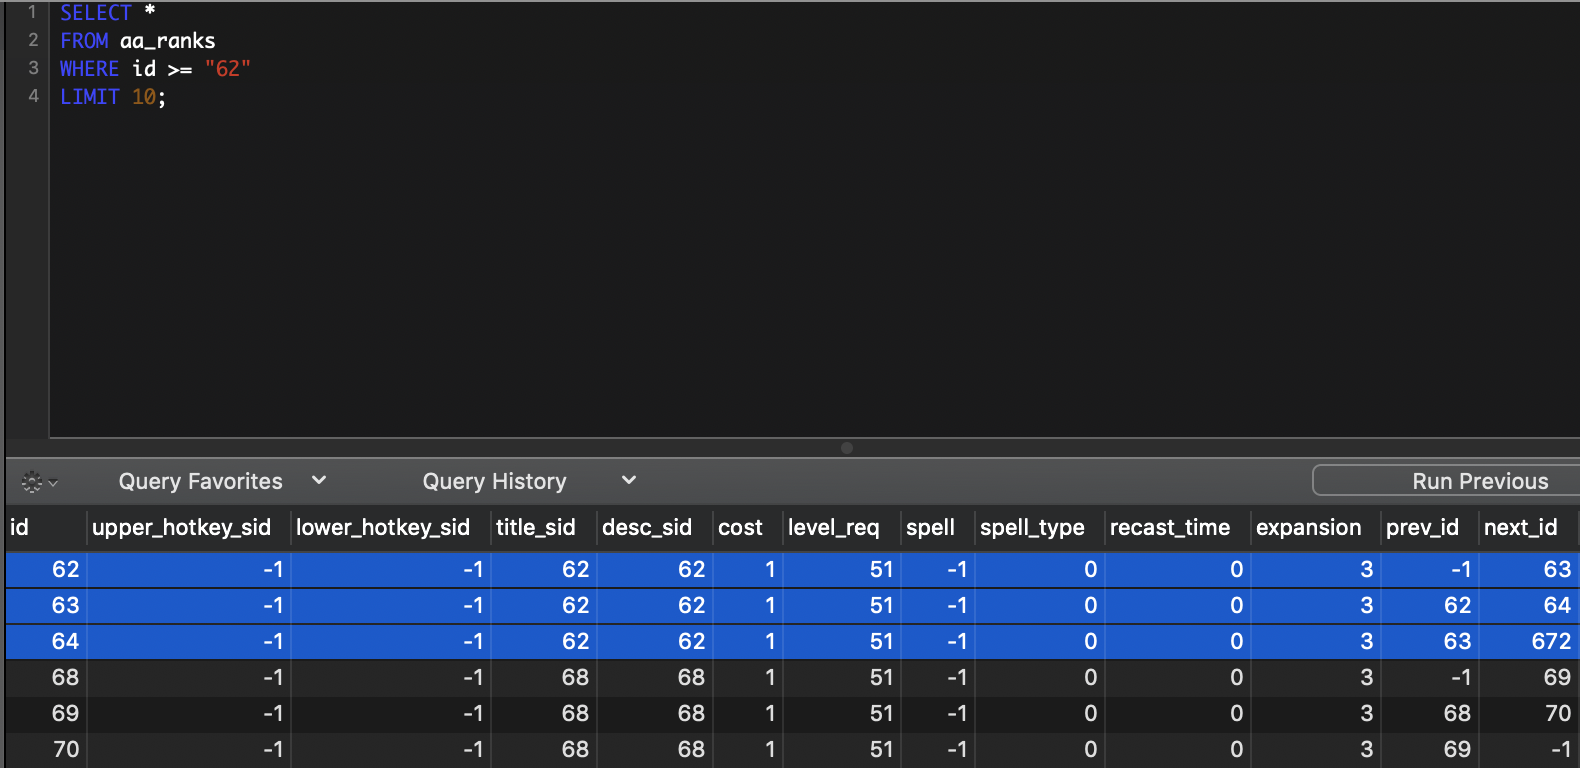 1 SELECT *
2 FROM aa_ranks
3 WHERE id >= "62"
4 LIMIT 10;
Query Favorites Query History Run Previous
id upper_hotkey_sid lower_hotkey_sid title_sid desc_sid cost level_req spell spell_type recast_time expansion prev_id next_id
62 -1 -1 62 62 1 51 -1 0 0 3 -1 63
63 -1 -1 62 62 1 51 -1 0 0 3 62 64
64 -1 -1 62 62 1 51 -1 0 0 3 63 672
68 -1 -1 68 68 1 51 -1 0 0 3 -1 69
69 -1 -1 68 68 1 51 -1 0 0 3 68 70
70 -1 -1 68 68 1 51 -1 0 0 3 69 -1